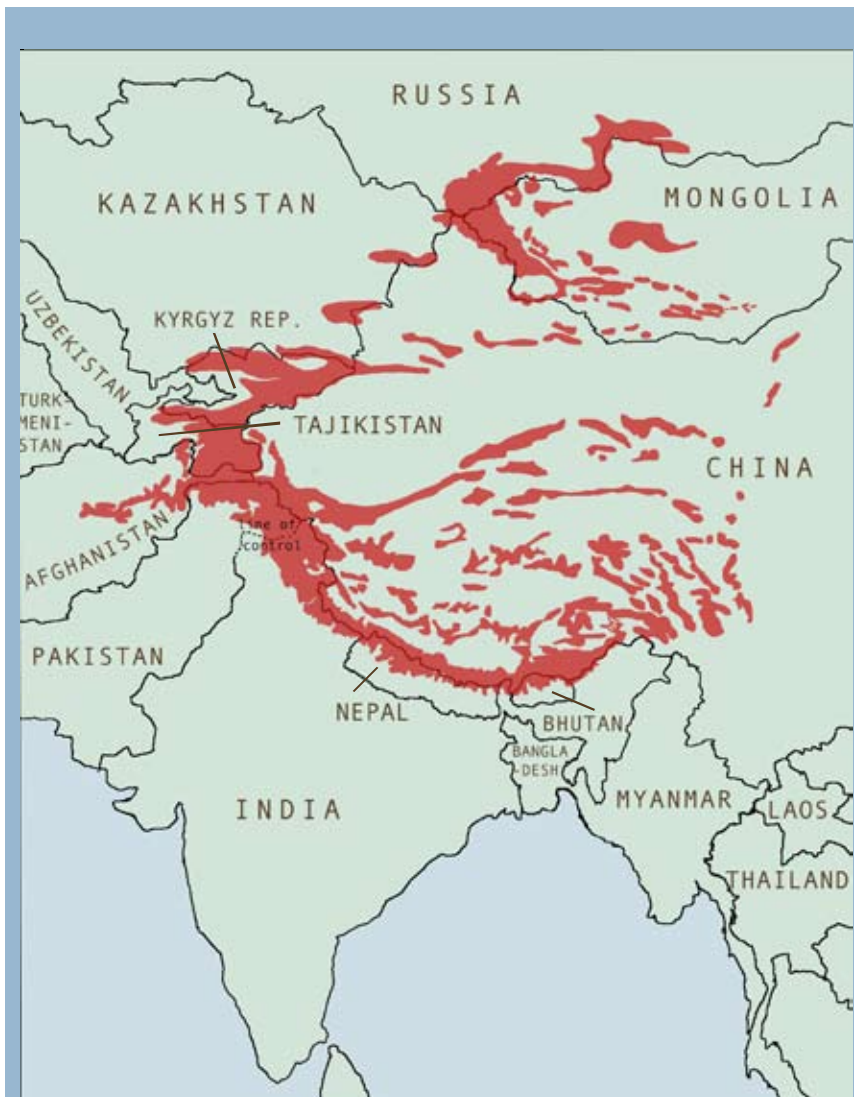 RUSSIA
KAZAKHSTAN
MONGOLIA
UZBEKISTAN
KYRGYZ REP.
TURK-
MENI-
STAN
TAJIKISTAN
CHINA
line of
control
AFGHANISTAN
PAKISTAN
NEPAL
BHUTAN
BANGLA
-DESH
INDIA
MYANMAR
LAOS
THAILAND